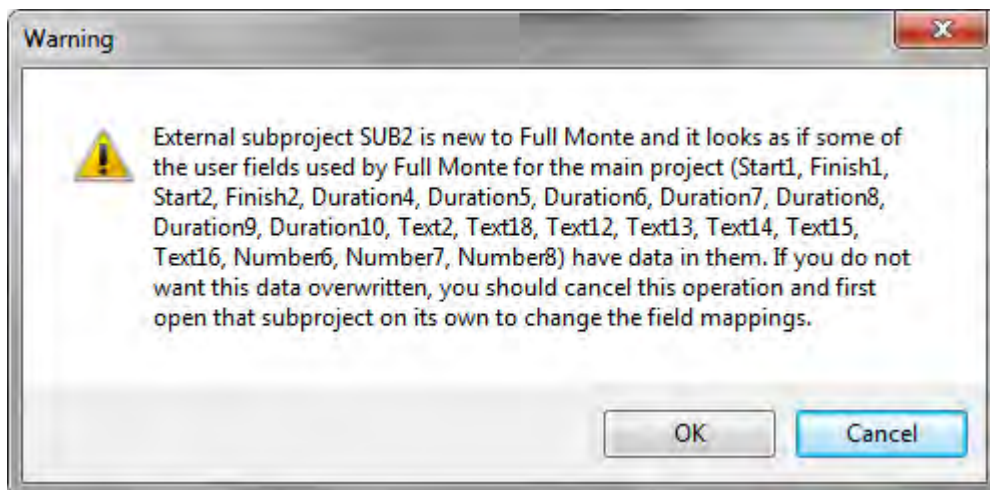 Warning
External subproject SUB2 is new to Full Monte and it looks as if some of
the user fields used by Full Monte for the main project (Start1, Finish1,
Start2, Finish2, Duration4, Duration5, Duration6, Duration7, Duration8,
Duration9, Duration10, Text2, Text18, Text12, Text13, Text14, Text15,
Text16, Number6, Number7, Number8) have data in them. If you do not
want this data overwritten, you should cancel this operation and first
open that subproject on its own to change the field mappings.
OK Cancel